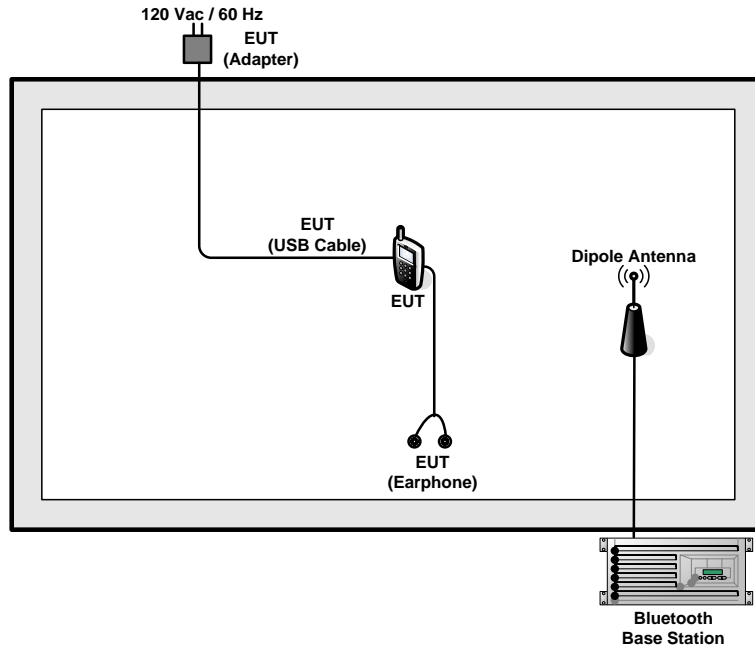 120 Vac / 60 Hz
EUT
(Adapter)
EUT
(USB Cable)
EUT
Dipole Antenna
EUT
(Earphone)
Bluetooth
Base Station